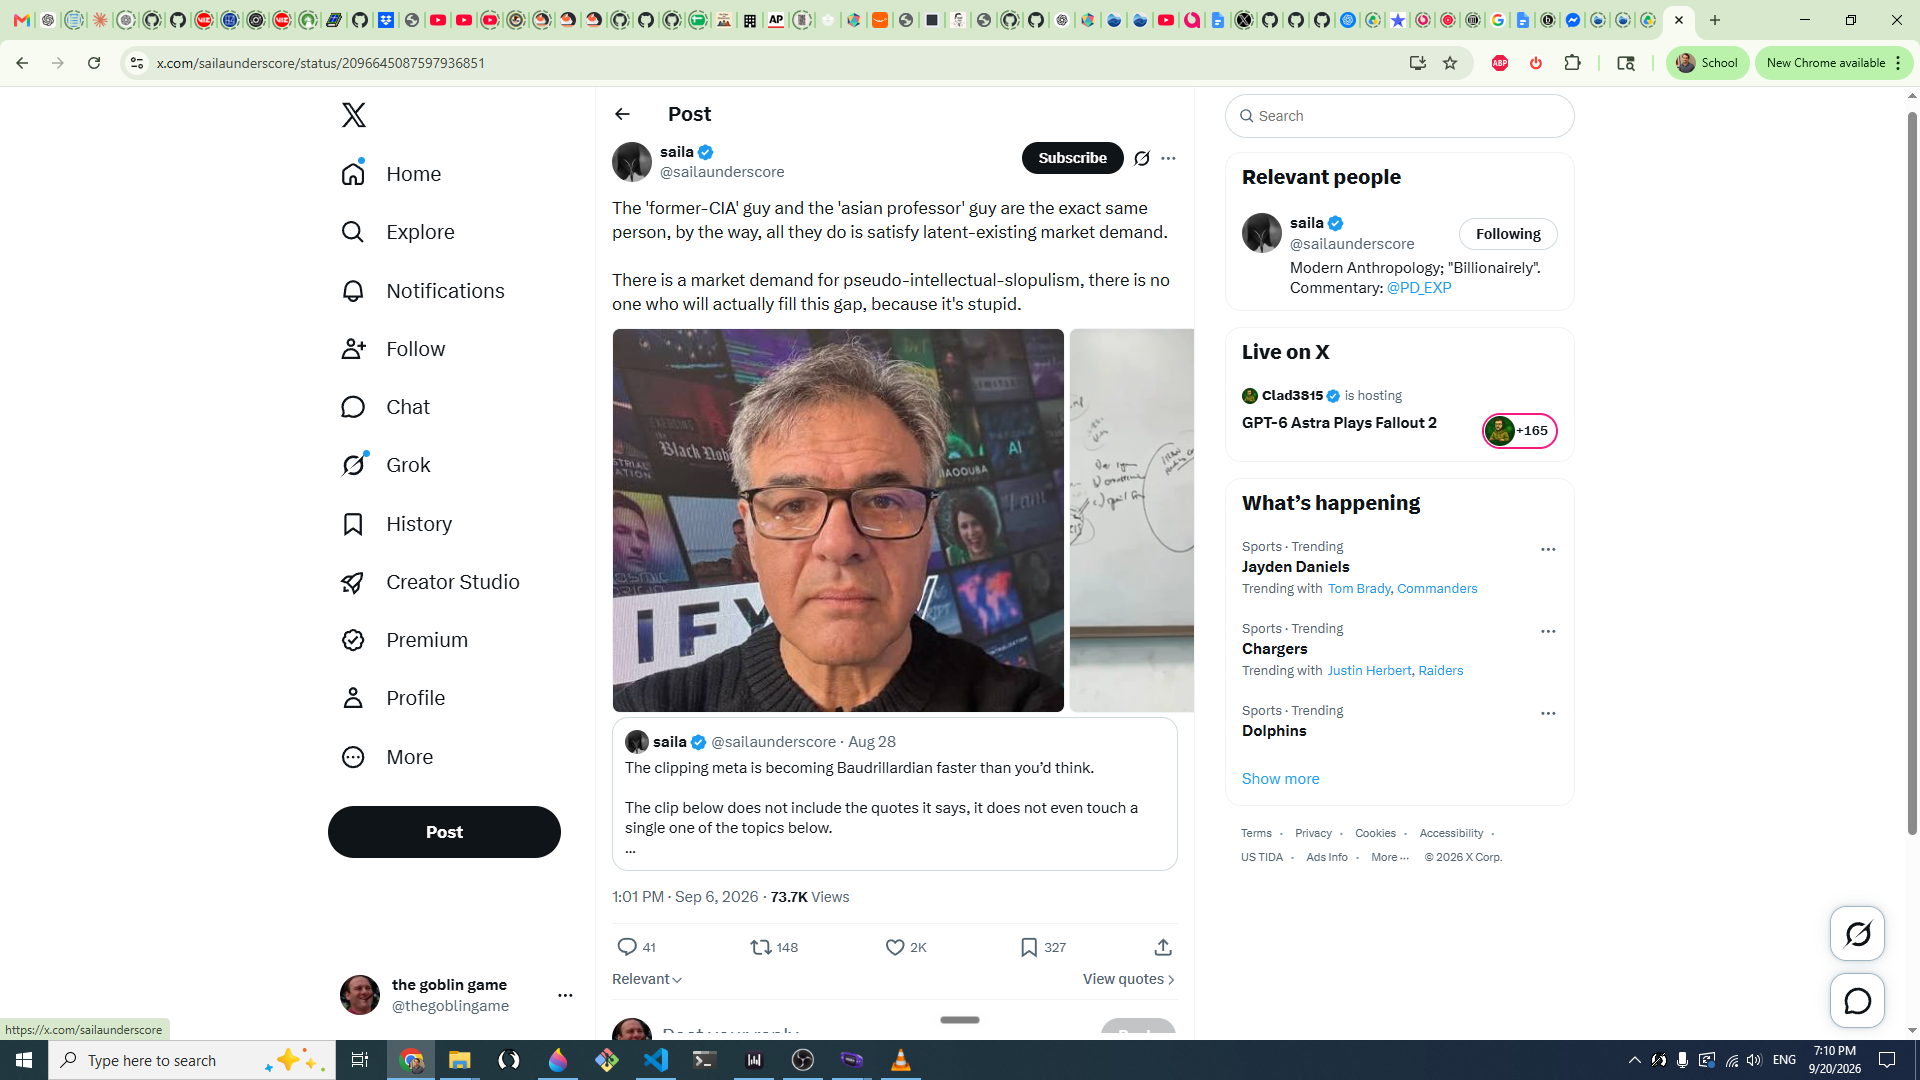 x.com/sailaunderscore/status/2096645087597936851
School
New Chrome available
Home
Explore
Notifications
Follow
Chat
Grok
History
Creator Studio
Premium
Profile
More
Post
the goblin game
@thegoblingame
https://x.com/sailaunderscore
Post
saila
@sailaunderscore
Subscribe
The 'former-CIA' guy and the 'asian professor' guy are the exact same
person, by the way, all they do is satisfy latent-existing market demand.
There is a market demand for pseudo-intellectual-slopulism, there is no
one who will actually fill this gap, because it's stupid.
Black Nob
AI
IAOOUBA
IFY
saila @sailaunderscore · Aug 28
The clipping meta is becoming Baudrillardian faster than you’d think.
The clip below does not include the quotes it says, it does not even touch a
single one of the topics below.
...
1:01 PM · Sep 6, 2026 · 73.7K Views
41
148
2K
327
Relevant
View quotes
Search
Relevant people
saila
@sailaunderscore
Following
Modern Anthropology; "Billionairely".
Commentary: @PD_EXP
Live on X
Clad3815 is hosting
GPT-6 Astra Plays Fallout 2
+165
What’s happening
Sports · Trending
Jayden Daniels
Trending with Tom Brady, Commanders
Sports · Trending
Chargers
Trending with Justin Herbert, Raiders
Sports · Trending
Dolphins
Show more
Terms · Privacy · Cookies · Accessibility ·
US TIDA · Ads Info · More ··· © 2026 X Corp.
Type here to search
ENG
7:10 PM
9/20/2026